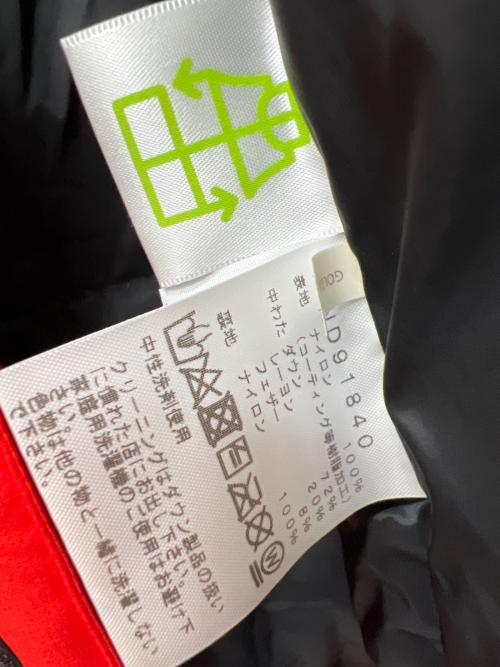 GOL
D91840
表地 ナイロン 100%
(コーティング等樹脂加工)
中わた ダウン 72%
レーヨン 20%
フェザー 8%
裏地 ナイロン 100%
W
中性洗剤使用
クリーニングはダウン製品の扱い
に慣れた店にお出し下さい。
家庭用洗濯機のご使用はお避け下
さい。
色物は他の物と一緒に洗濯しない
で下さい。